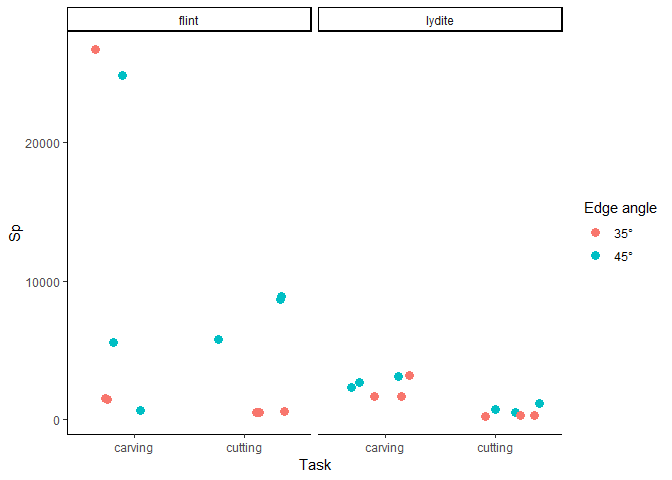 flint
lydite
Sp
20000
10000
0
carving
cutting
carving
cutting
Task
Edge angle
35°
45°